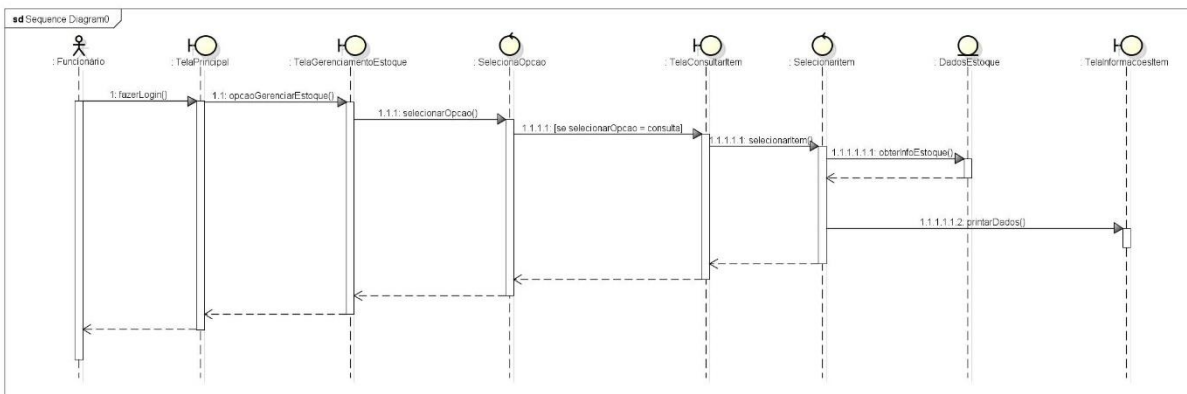 sd Sequence Diagram0
: Funcionário
: TelaPrincipal
: TelaGerenciamentoEstoque
: SelecionaOpcao
: TelaConsultarItem
: SelecionarItem
: DadosEstoque
: TelaInformacoesItem
1: fazerLogin()
1.1: opcaoGerenciarEstoque()
1.1.1: selecionarOpcao()
1.1.1.1: [se selecionarOpcao = consulta]
1.1.1.1.1: selecionarItem()
1.1.1.1.1.1: obterInfoEstoque()
1.1.1.1.1.2: printarDados()